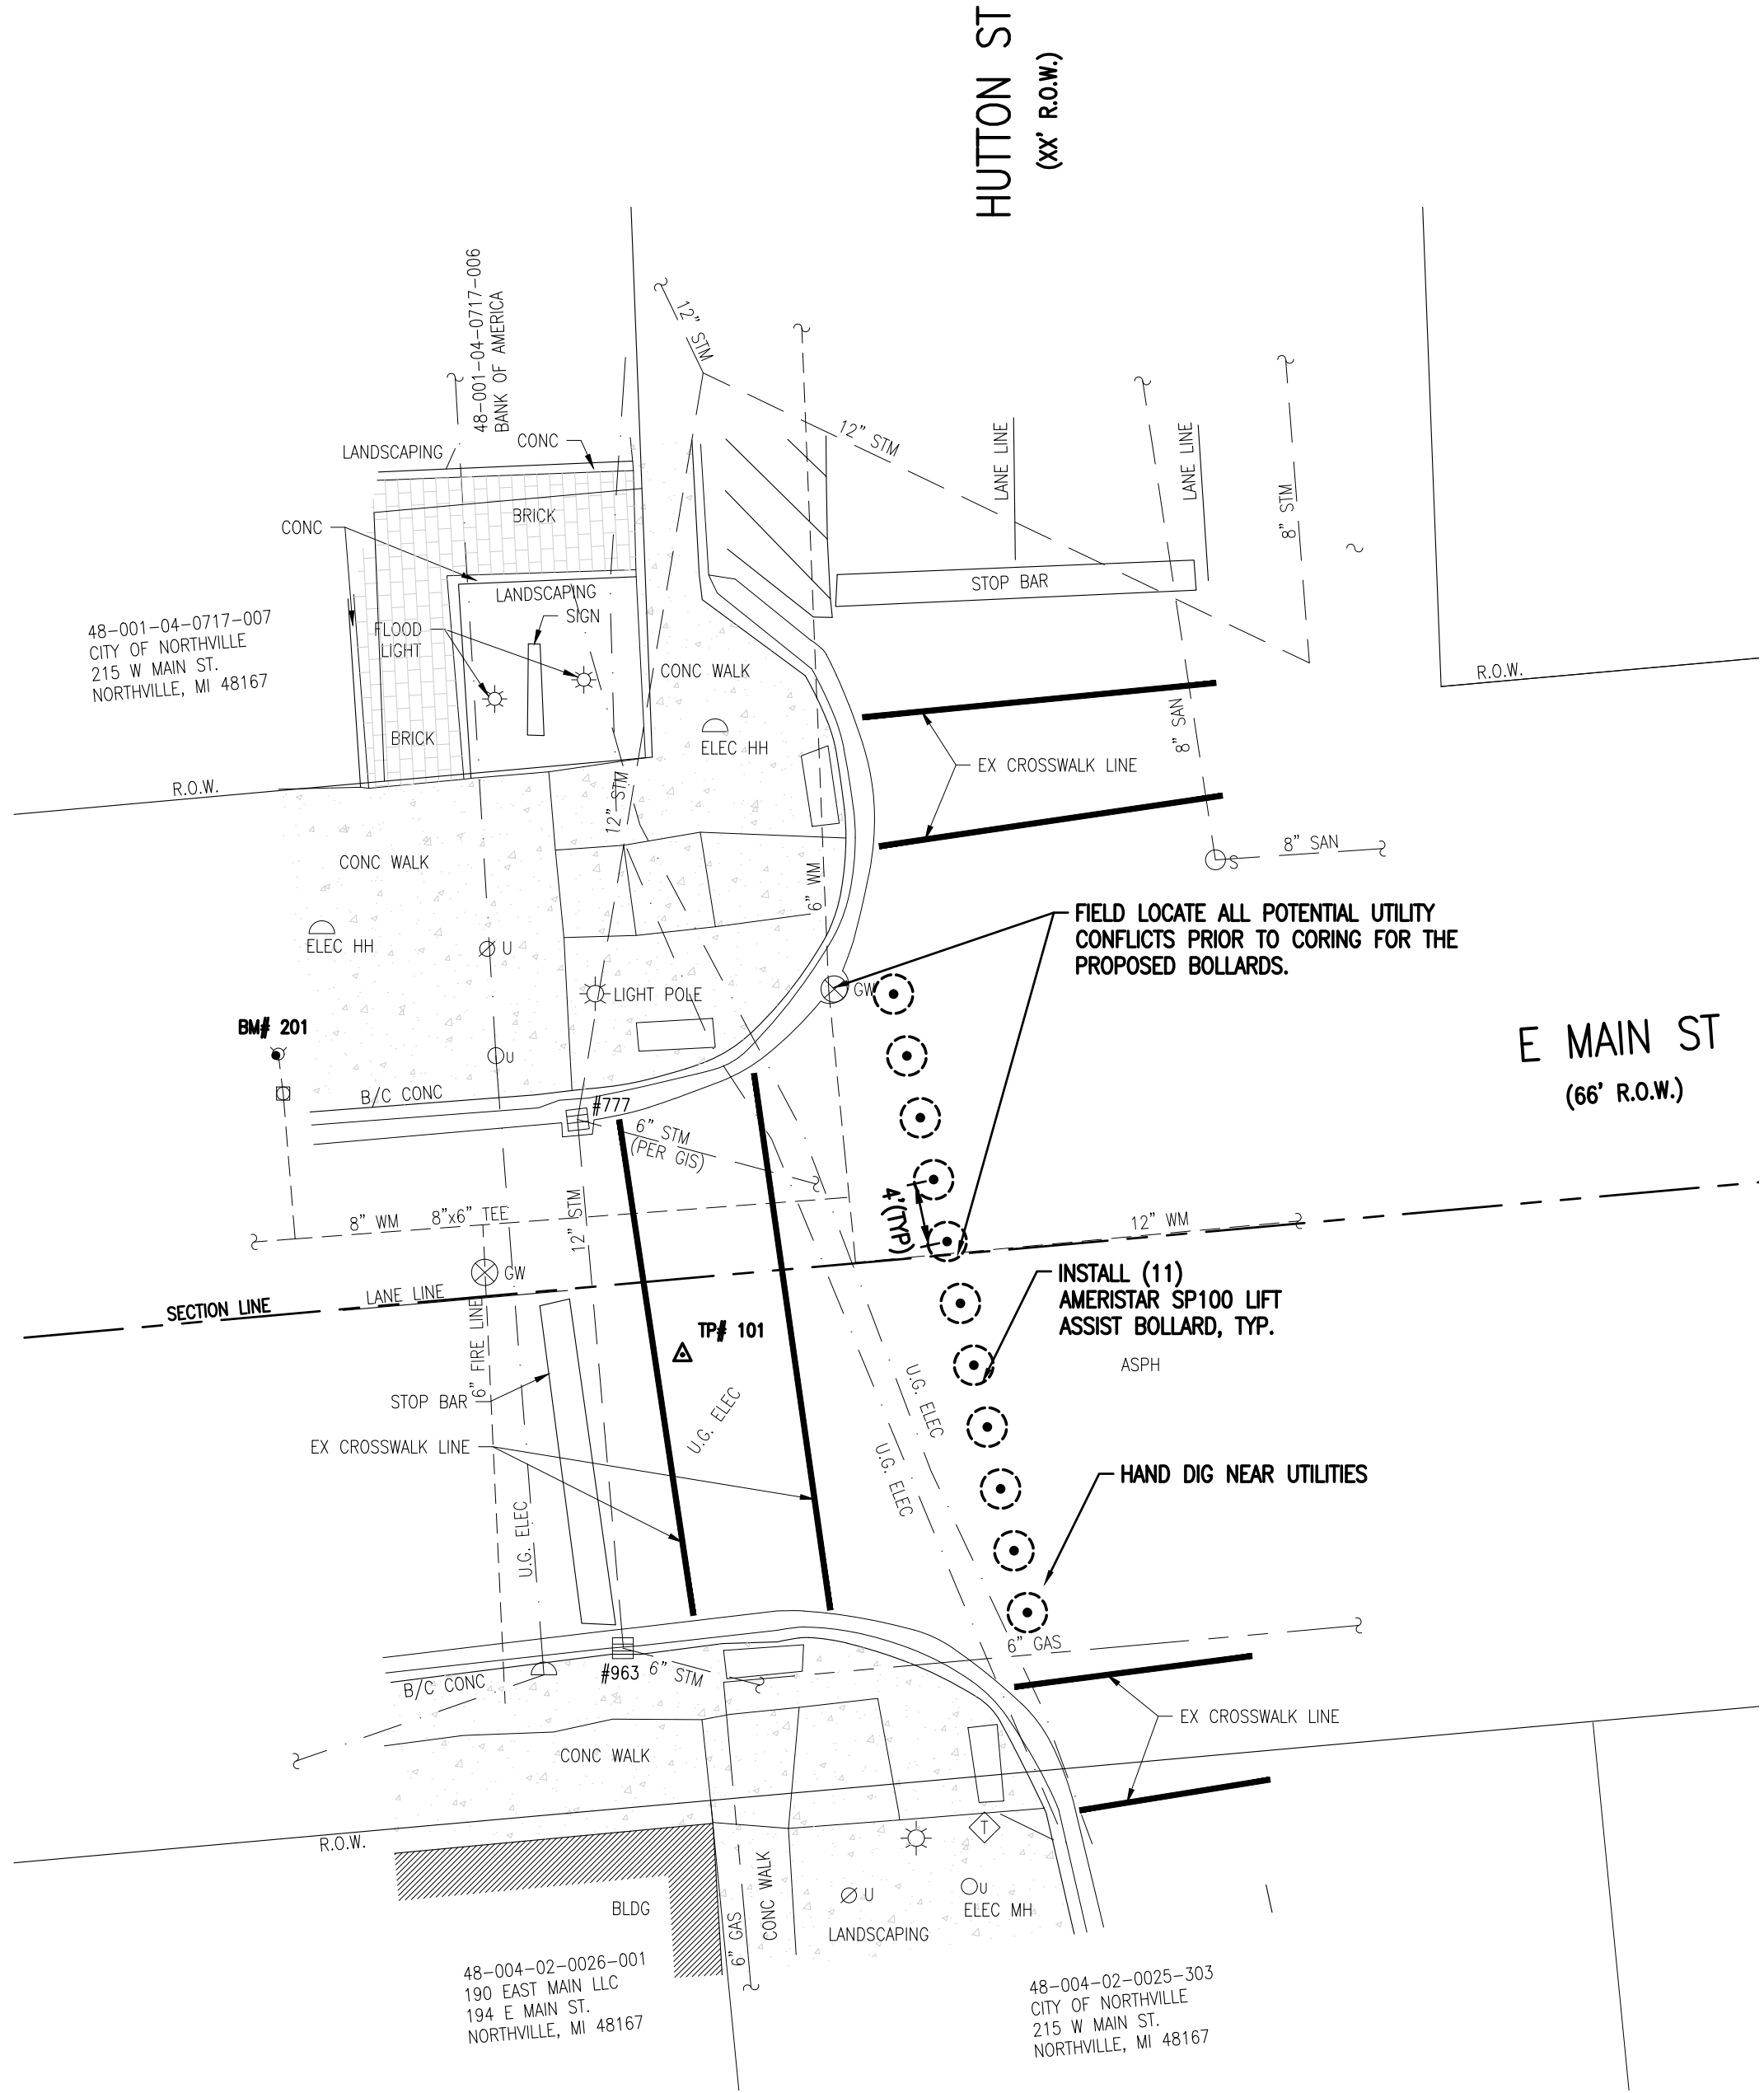 HUTTON ST
(XX' R.O.W.)
48-001-04-0717-006
BANK OF AMERICA
12" STM
12" STM
LANE LINE
LANE LINE
8" STM
LANDSCAPING
CONC
BRICK
CONC
STOP BAR
LANDSCAPING
SIGN
FLOOD
LIGHT
48-001-04-0717-007
CITY OF NORTHVILLE
215 W MAIN ST.
NORTHVILLE, MI 48167
CONC WALK
R.O.W.
8" SAN
BRICK
ELEC HH
EX CROSSWALK LINE
R.O.W.
12" STM
8" SAN
S
CONC WALK
6" WM
FIELD LOCATE ALL POTENTIAL UTILITY
CONFLICTS PRIOR TO CORING FOR THE
PROPOSED BOLLARDS.
ELEC HH
U
LIGHT POLE
GW
BM# 201
U
E MAIN ST
(66' R.O.W.)
B/C CONC
#777
6" STM
(PER GIS)
4'(TYP)
8" WM
8"x6" TEE
12" STM
12" WM
GW
LANE LINE
SECTION LINE
INSTALL (11)
AMERISTAR SP100 LIFT
ASSIST BOLLARD, TYP.
TP# 101
6" FIRE LINE
ASPH
STOP BAR
U.G. ELEC
U.G. ELEC
EX CROSSWALK LINE
U.G. ELEC
HAND DIG NEAR UTILITIES
U.G. ELEC
6" GAS
#963
6" STM
B/C CONC
EX CROSSWALK LINE
CONC WALK
R.O.W.
T
BLDG
6" GAS
CONC WALK
U
U
ELEC MH
LANDSCAPING
48-004-02-0026-001
190 EAST MAIN LLC
194 E MAIN ST.
NORTHVILLE, MI 48167
48-004-02-0025-303
CITY OF NORTHVILLE
215 W MAIN ST.
NORTHVILLE, MI 48167